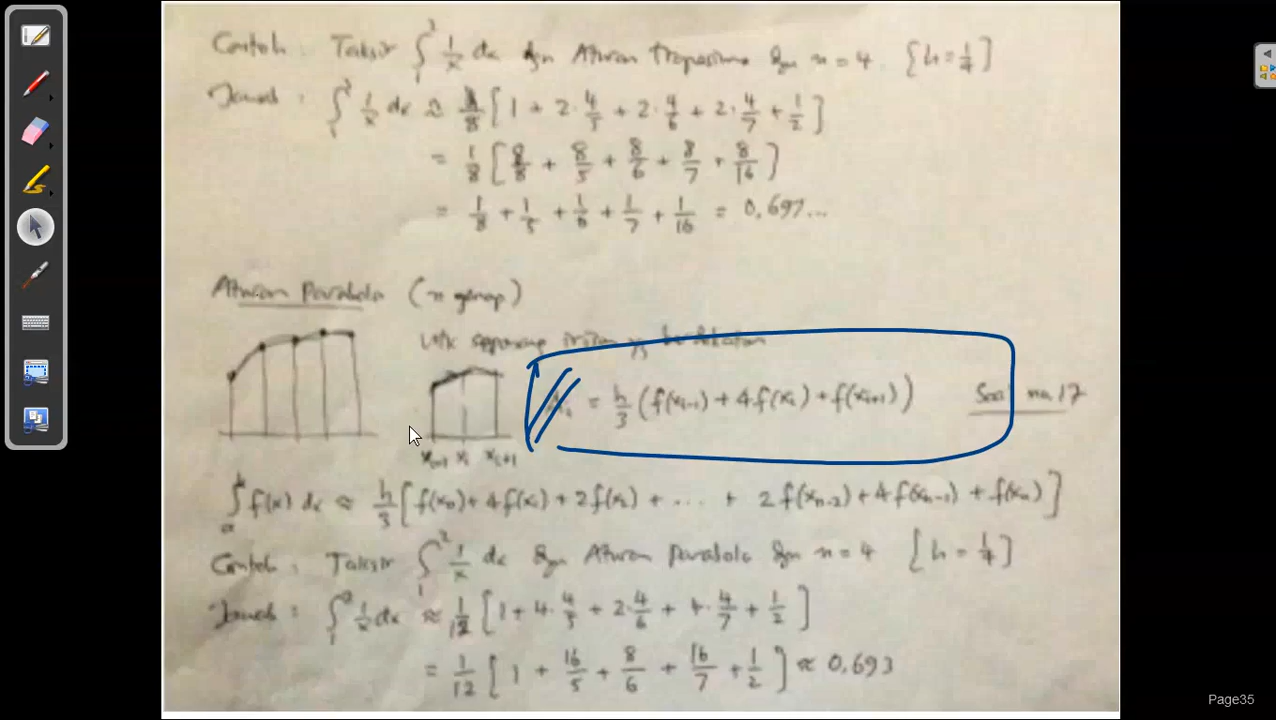 Contoh : Taksir ∫₁² 1/x dx dgn Aturan trapesium dgn n = 4. [h = 1/4]
Jawab : ∫₁² 1/x dx ≈ 1/8 [1 + 2·4/5 + 2·4/6 + 2·4/7 + 1/2]
= 1/8 [8/8 + 8/5 + 8/6 + 8/7 + 8/16]
= 1/8 + 1/5 + 1/6 + 1/7 + 1/16 = 0,697...
Aturan Parabola (n genap)
Utk sepasang irisan yg berdekatan
= h/3 (f(xᵢ₋₁) + 4f(xᵢ) + f(xᵢ₊₁)) Soal no. 17
xᵢ₋₁ xᵢ xᵢ₊₁
∫ₐᵇ f(x) dx ≈ h/3 [f(x₀) + 4f(x₁) + 2f(x₂) + ... + 2f(xₙ₋₂) + 4f(xₙ₋₁) + f(xₙ)]
Contoh : Taksir ∫₁² 1/x dx dgn Aturan parabola dgn n = 4 [h = 1/4]
Jawab : ∫₁² 1/x dx ≈ 1/12 [1 + 4·4/5 + 2·4/6 + 4·4/7 + 1/2]
= 1/12 [1 + 16/5 + 8/6 + 16/7 + 1/2] ≈ 0,693
Page35